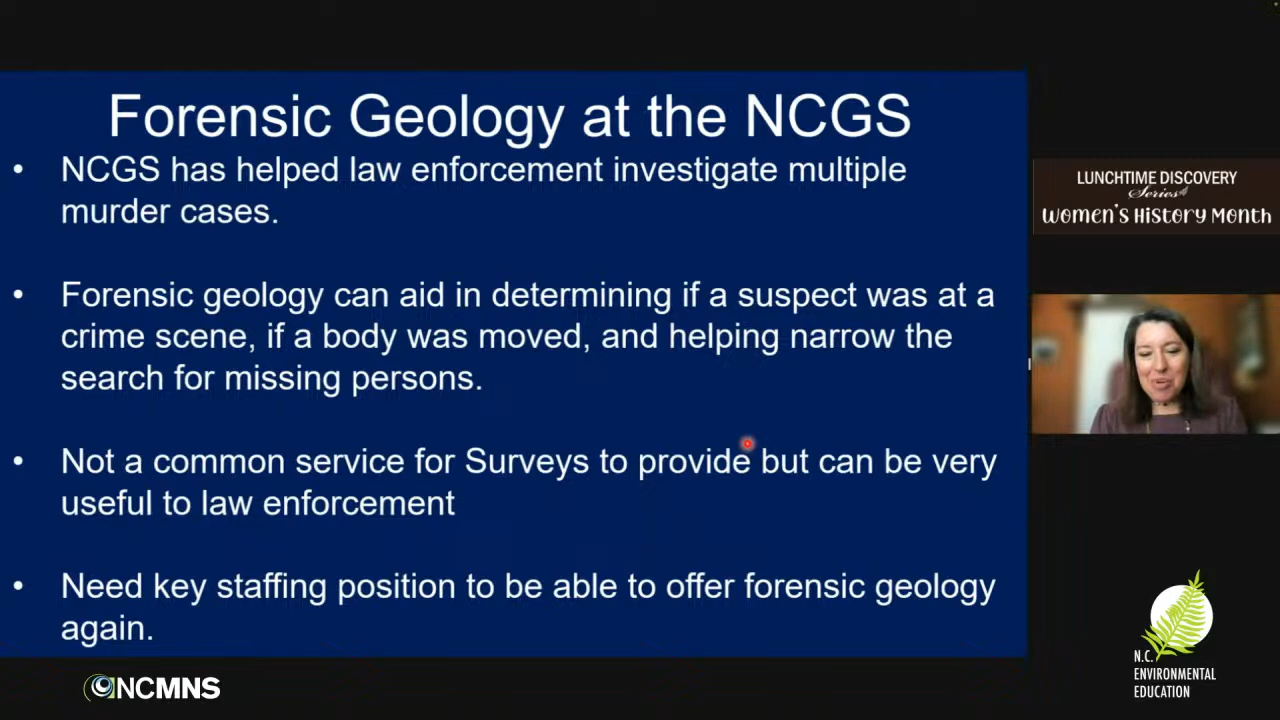 Forensic Geology at the NCGS
• NCGS has helped law enforcement investigate multiple
murder cases.
• Forensic geology can aid in determining if a suspect was at a
crime scene, if a body was moved, and helping narrow the
search for missing persons.
• Not a common service for Surveys to provide but can be very
useful to law enforcement
• Need key staffing position to be able to offer forensic geology
again.
LUNCHTIME DISCOVERY
Series
Women's History Month
NCMNS
N.C.
ENVIRONMENTAL
EDUCATION